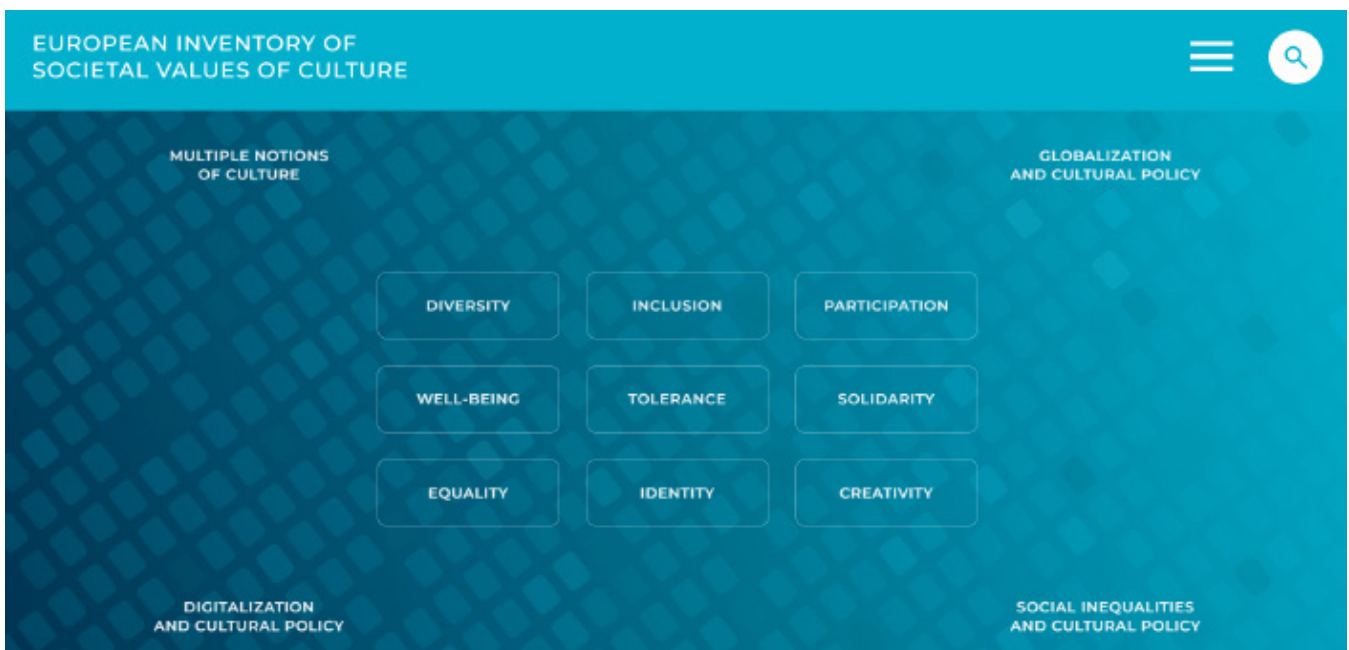 EUROPEAN INVENTORY OF
SOCIETAL VALUES OF CULTURE
MULTIPLE NOTIONS
OF CULTURE
GLOBALIZATION
AND CULTURAL POLICY
DIVERSITY
INCLUSION
PARTICIPATION
WELL-BEING
TOLERANCE
SOLIDARITY
EQUALITY
IDENTITY
CREATIVITY
DIGITALIZATION
AND CULTURAL POLICY
SOCIAL INEQUALITIES
AND CULTURAL POLICY